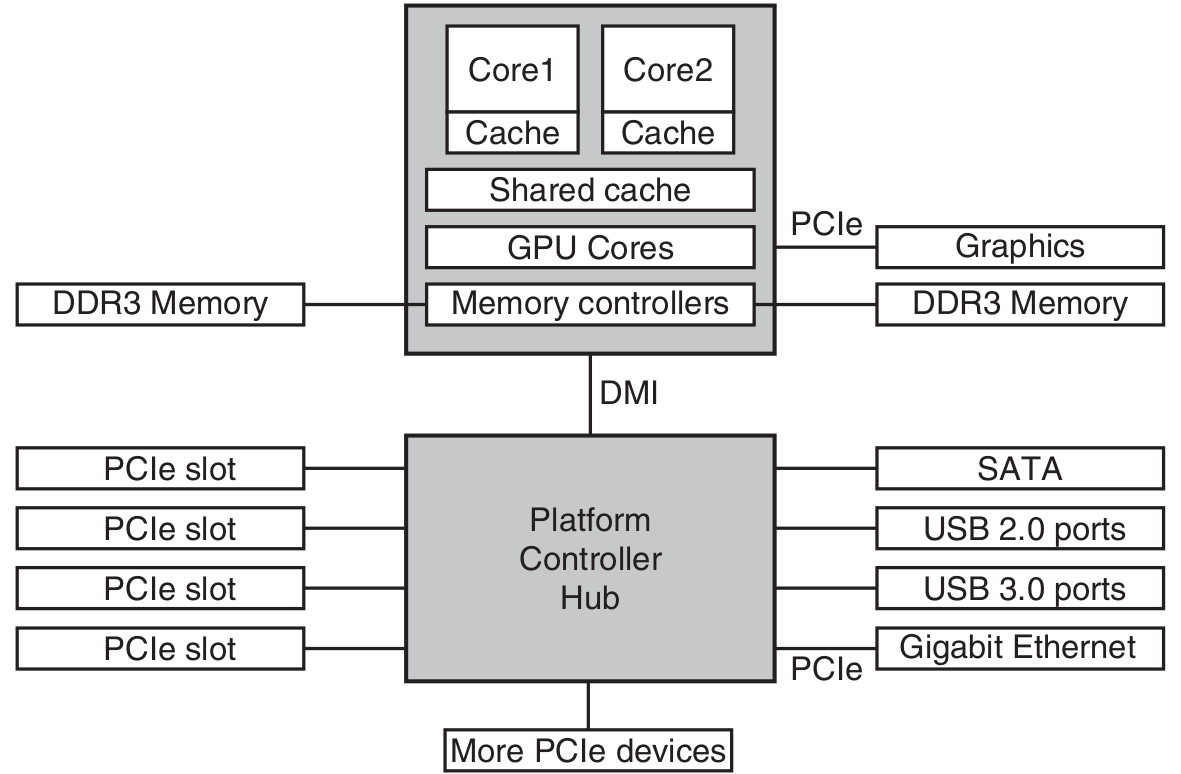 Core1
Core2
Cache
Cache
Shared cache
PCIe
GPU Cores
Graphics
DDR3 Memory
Memory controllers
DDR3 Memory
DMI
PCIe slot
SATA
PCIe slot
Platform
Controller
Hub
USB 2.0 ports
PCIe slot
USB 3.0 ports
PCIe slot
Gigabit Ethernet
PCIe
More PCIe devices